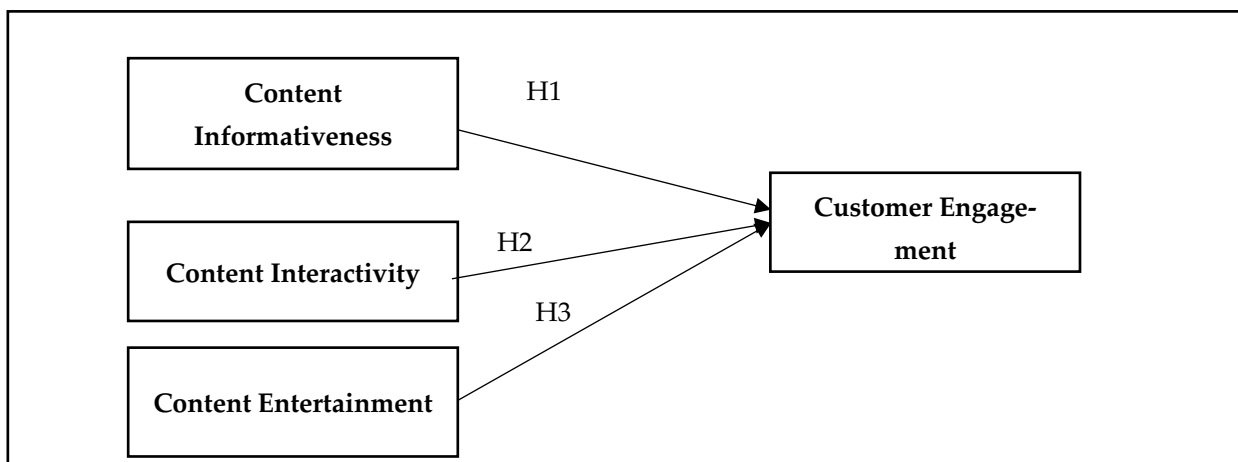 Content
Informativeness
H1
Customer Engage-
ment
Content Interactivity
H2
H3
Content Entertainment